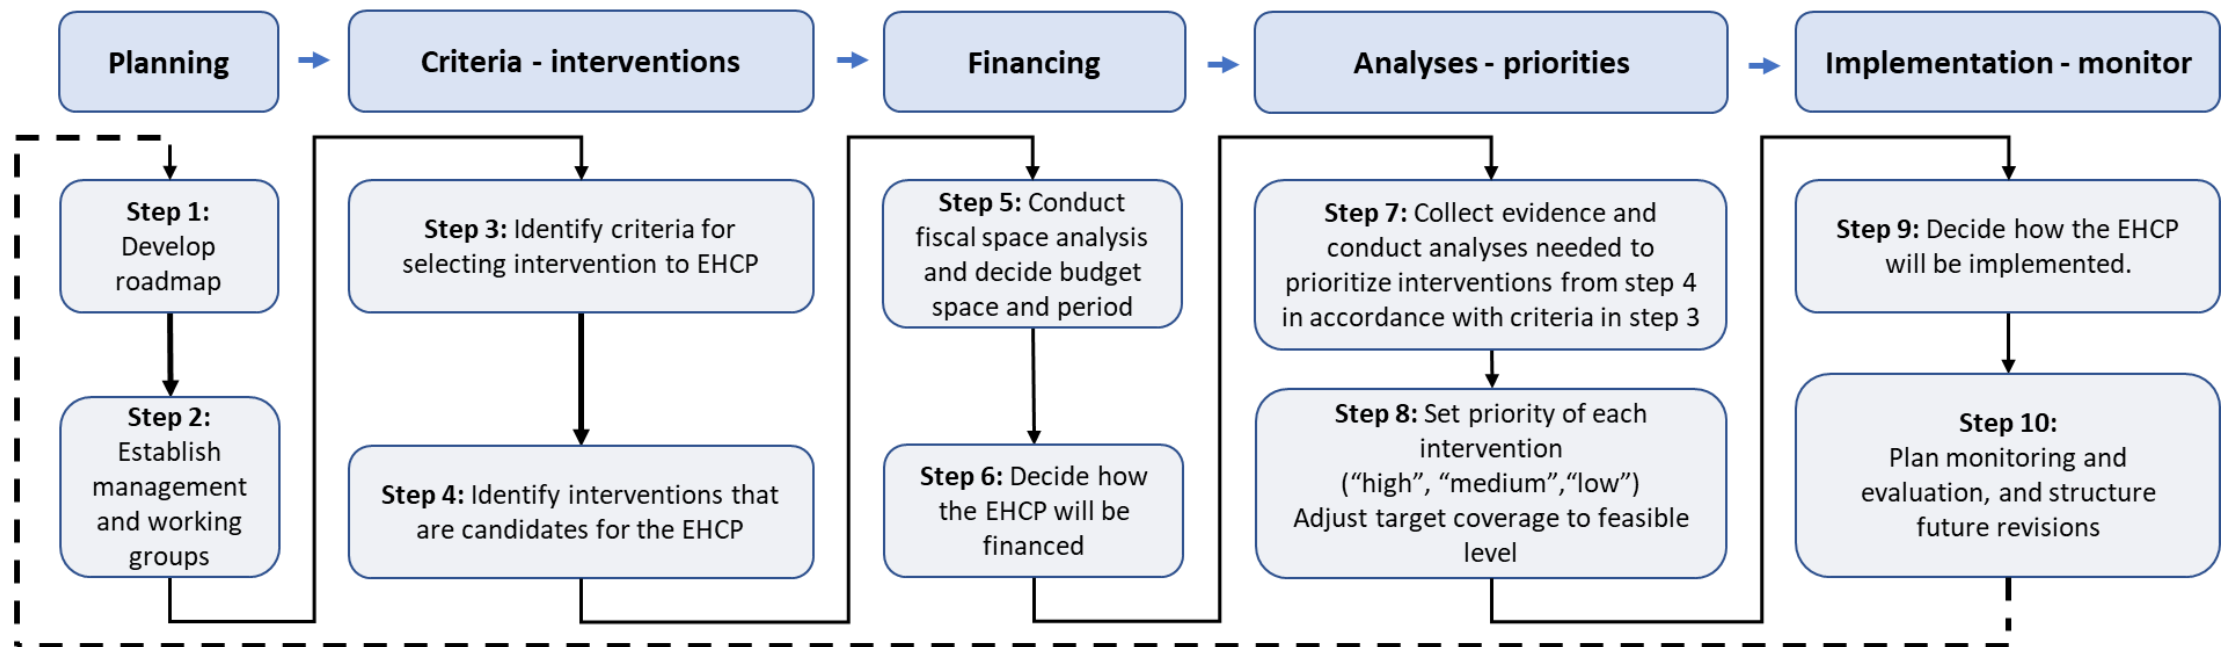 Planning
Criteria - interventions
Financing
Analyses - priorities
Implementation - monitor
Step 1:
Develop
roadmap
Step 2:
Establish
management
and working
groups
Step 3: Identify criteria for
selecting intervention to EHCP
Step 4: Identify interventions that
are candidates for the EHCP
Step 5: Conduct
fiscal space analysis
and decide budget
space and period
Step 6: Decide how
the EHCP will be
financed
Step 7: Collect evidence and
conduct analyses needed to
prioritize interventions from step 4
in accordance with criteria in step 3
Step 8: Set priority of each
intervention
(“high”, “medium”,“low”)
Adjust target coverage to feasible
level
Step 9: Decide how the EHCP
will be implemented.
Step 10:
Plan monitoring and
evaluation, and structure
future revisions